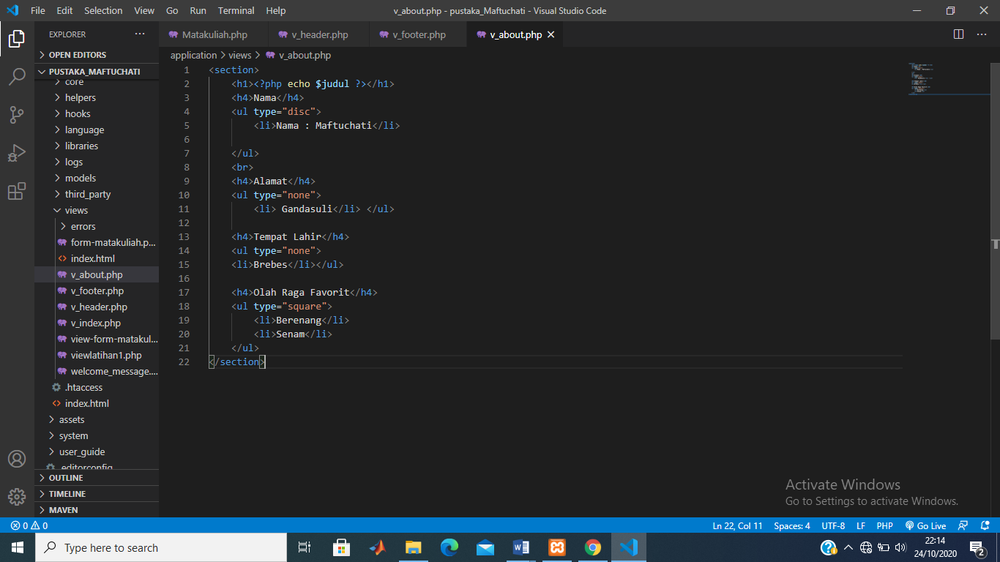 File Edit Selection View Go Run Terminal Help v_about.php - pustaka_Maftuchati - Visual Studio Code
EXPLORER ...
Matakuliah.php v_header.php v_footer.php v_about.php
OPEN EDITORS
application > views > v_about.php
PUSTAKA_MAFTUCHATI
core
helpers
hooks
language
libraries
logs
models
third_party
views
errors
form-matakuliah.p...
index.html
v_about.php
v_footer.php
v_header.php
v_index.php
view-form-matakul...
viewlatihan1.php
welcome_message....
.htaccess
index.html
assets
system
user_guide
.editorconfig
OUTLINE
TIMELINE
MAVEN
1 <section>
2 <h1><?php echo $judul ?></h1>
3 <h4>Nama</h4>
4 <ul type="disc">
5 <li>Nama : Maftuchati</li>
6
7 </ul>
8 <br>
9 <h4>Alamat</h4>
10 <ul type="none">
11 <li> Gandasuli</li> </ul>
12
13 <h4>Tempat Lahir</h4>
14 <ul type="none">
15 <li>Brebes</li></ul>
16
17 <h4>Olah Raga Favorit</h4>
18 <ul type="square">
19 <li>Berenang</li>
20 <li>Senam</li>
21 </ul>
22 </section>
Activate Windows
Go to Settings to activate Windows.
0 0 Ln 22, Col 11 Spaces: 4 UTF-8 LF PHP Go Live
Type here to search
22:14
24/10/2020
2